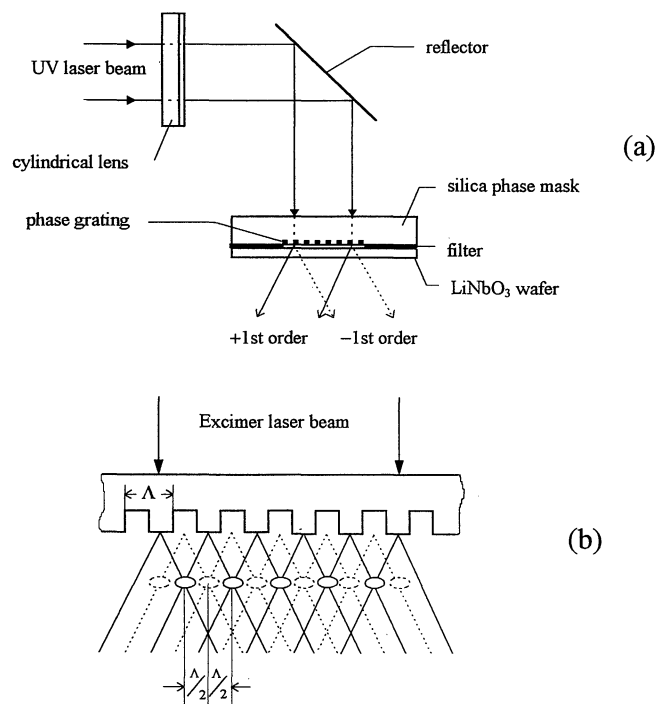 reflector
UV laser beam
cylindrical lens
(a)
silica phase mask
phase grating
filter
LiNbO₃ wafer
+1st order
−1st order
Excimer laser beam
Λ
(b)
Λ/2 Λ/2